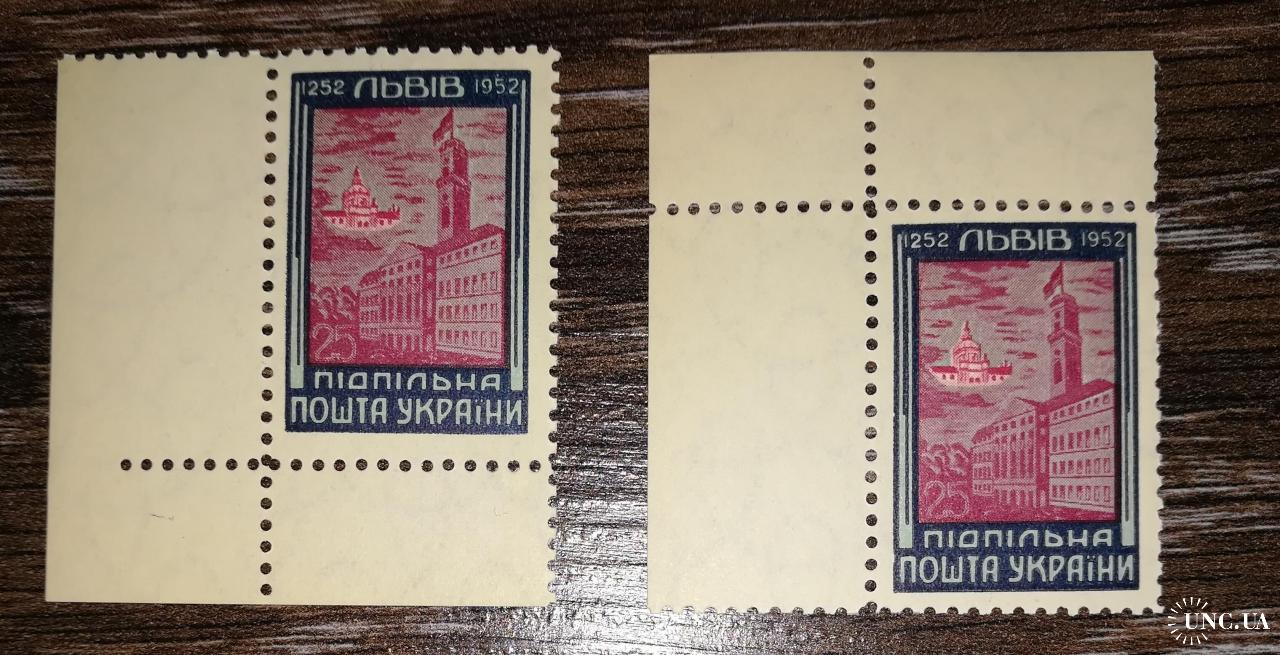 1252 ЛЬВІВ 1952
25
ПІДПІЛЬНА
ПОШТА УКРАЇНИ
1252 ЛЬВІВ 1952
25
ПІДПІЛЬНА
ПОШТА УКРАЇНИ
UNC.UA